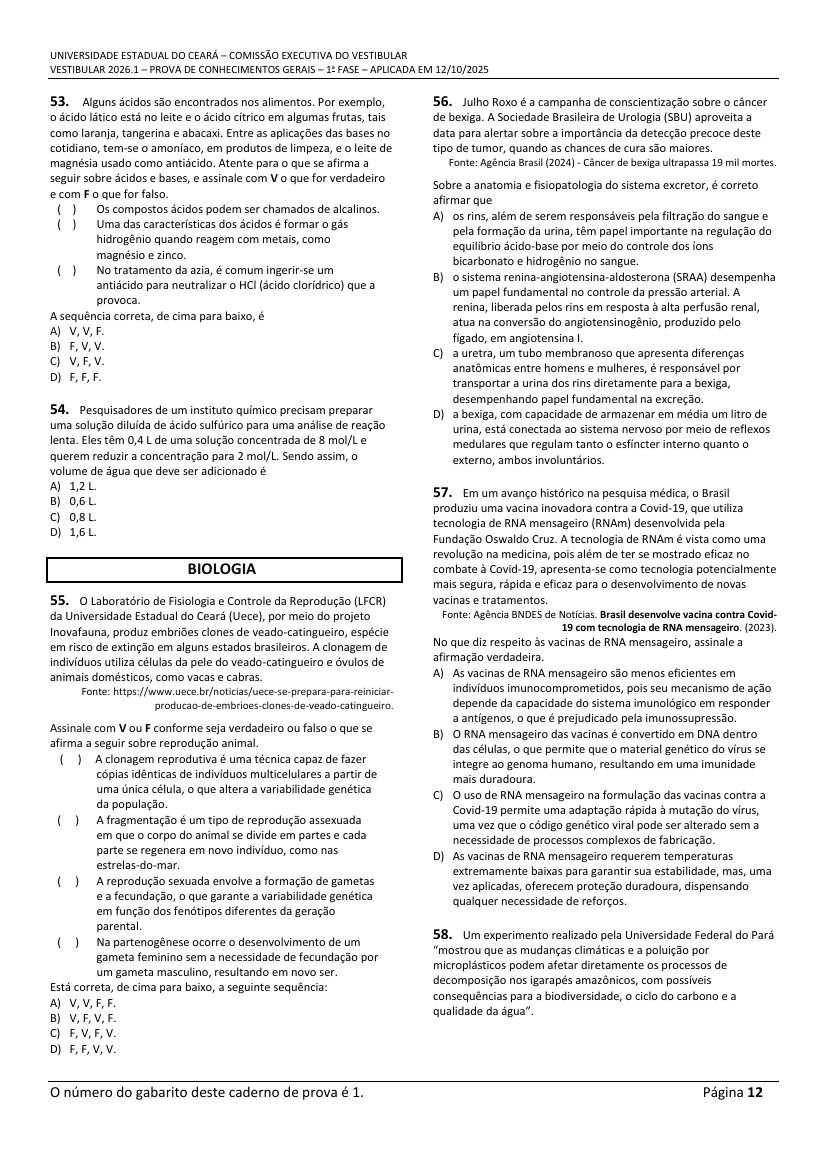 UNIVERSIDADE ESTADUAL DO CEARÁ – COMISSÃO EXECUTIVA DO VESTIBULAR
VESTIBULAR 2026.1 – PROVA DE CONHECIMENTOS GERAIS – 1ª FASE – APLICADA EM 12/10/2025
53. Alguns ácidos são encontrados nos alimentos. Por exemplo,
o ácido lático está no leite e o ácido cítrico em algumas frutas, tais
como laranja, tangerina e abacaxi. Entre as aplicações das bases no
cotidiano, tem-se o amoníaco, em produtos de limpeza, e o leite de
magnésia usado como antiácido. Atente para o que se afirma a
seguir sobre ácidos e bases, e assinale com V o que for verdadeiro
e com F o que for falso.
( ) Os compostos ácidos podem ser chamados de alcalinos.
( ) Uma das características dos ácidos é formar o gás
hidrogênio quando reagem com metais, como
magnésio e zinco.
( ) No tratamento da azia, é comum ingerir-se um
antiácido para neutralizar o HCl (ácido clorídrico) que a
provoca.
A sequência correta, de cima para baixo, é
A) V, V, F.
B) F, V, V.
C) V, F, V.
D) F, F, F.
54. Pesquisadores de um instituto químico precisam preparar
uma solução diluída de ácido sulfúrico para uma análise de reação
lenta. Eles têm 0,4 L de uma solução concentrada de 8 mol/L e
querem reduzir a concentração para 2 mol/L. Sendo assim, o
volume de água que deve ser adicionado é
A) 1,2 L.
B) 0,6 L.
C) 0,8 L.
D) 1,6 L.
BIOLOGIA
55. O Laboratório de Fisiologia e Controle da Reprodução (LFCR)
da Universidade Estadual do Ceará (Uece), por meio do projeto
Inovafauna, produz embriões clones de veado-catingueiro, espécie
em risco de extinção em alguns estados brasileiros. A clonagem de
indivíduos utiliza células da pele do veado-catingueiro e óvulos de
animais domésticos, como vacas e cabras.
Fonte: https://www.uece.br/noticias/uece-se-prepara-para-reiniciar-
producao-de-embrioes-clones-de-veado-catingueiro.
Assinale com V ou F conforme seja verdadeiro ou falso o que se
afirma a seguir sobre reprodução animal.
( ) A clonagem reprodutiva é uma técnica capaz de fazer
cópias idênticas de indivíduos multicelulares a partir de
uma única célula, o que altera a variabilidade genética
da população.
( ) A fragmentação é um tipo de reprodução assexuada
em que o corpo do animal se divide em partes e cada
parte se regenera em novo indivíduo, como nas
estrelas-do-mar.
( ) A reprodução sexuada envolve a formação de gametas
e a fecundação, o que garante a variabilidade genética
em função dos fenótipos diferentes da geração
parental.
( ) Na partenogênese ocorre o desenvolvimento de um
gameta feminino sem a necessidade de fecundação por
um gameta masculino, resultando em novo ser.
Está correta, de cima para baixo, a seguinte sequência:
A) V, V, F, F.
B) V, F, V, F.
C) F, V, F, V.
D) F, F, V, V.
56. Julho Roxo é a campanha de conscientização sobre o câncer
de bexiga. A Sociedade Brasileira de Urologia (SBU) aproveita a
data para alertar sobre a importância da detecção precoce deste
tipo de tumor, quando as chances de cura são maiores.
Fonte: Agência Brasil (2024) - Câncer de bexiga ultrapassa 19 mil mortes.
Sobre a anatomia e fisiopatologia do sistema excretor, é correto
afirmar que
A) os rins, além de serem responsáveis pela filtração do sangue e
pela formação da urina, têm papel importante na regulação do
equilíbrio ácido-base por meio do controle dos íons
bicarbonato e hidrogênio no sangue.
B) o sistema renina-angiotensina-aldosterona (SRAA) desempenha
um papel fundamental no controle da pressão arterial. A
renina, liberada pelos rins em resposta à alta perfusão renal,
atua na conversão do angiotensinogênio, produzido pelo
fígado, em angiotensina I.
C) a uretra, um tubo membranoso que apresenta diferenças
anatômicas entre homens e mulheres, é responsável por
transportar a urina dos rins diretamente para a bexiga,
desempenhando papel fundamental na excreção.
D) a bexiga, com capacidade de armazenar em média um litro de
urina, está conectada ao sistema nervoso por meio de reflexos
medulares que regulam tanto o esfíncter interno quanto o
externo, ambos involuntários.
57. Em um avanço histórico na pesquisa médica, o Brasil
produziu uma vacina inovadora contra a Covid-19, que utiliza
tecnologia de RNA mensageiro (RNAm) desenvolvida pela
Fundação Oswaldo Cruz. A tecnologia de RNAm é vista como uma
revolução na medicina, pois além de ter se mostrado eficaz no
combate à Covid-19, apresenta-se como tecnologia potencialmente
mais segura, rápida e eficaz para o desenvolvimento de novas
vacinas e tratamentos.
Fonte: Agência BNDES de Notícias. Brasil desenvolve vacina contra Covid-
19 com tecnologia de RNA mensageiro. (2023).
No que diz respeito às vacinas de RNA mensageiro, assinale a
afirmação verdadeira.
A) As vacinas de RNA mensageiro são menos eficientes em
indivíduos imunocomprometidos, pois seu mecanismo de ação
depende da capacidade do sistema imunológico em responder
a antígenos, o que é prejudicado pela imunossupressão.
B) O RNA mensageiro das vacinas é convertido em DNA dentro
das células, o que permite que o material genético do vírus se
integre ao genoma humano, resultando em uma imunidade
mais duradoura.
C) O uso de RNA mensageiro na formulação das vacinas contra a
Covid-19 permite uma adaptação rápida à mutação do vírus,
uma vez que o código genético viral pode ser alterado sem a
necessidade de processos complexos de fabricação.
D) As vacinas de RNA mensageiro requerem temperaturas
extremamente baixas para garantir sua estabilidade, mas, uma
vez aplicadas, oferecem proteção duradoura, dispensando
qualquer necessidade de reforços.
58. Um experimento realizado pela Universidade Federal do Pará
“mostrou que as mudanças climáticas e a poluição por
microplásticos podem afetar diretamente os processos de
decomposição nos igarapés amazônicos, com possíveis
consequências para a biodiversidade, o ciclo do carbono e a
qualidade da água”.
O número do gabarito deste caderno de prova é 1.
Página 12